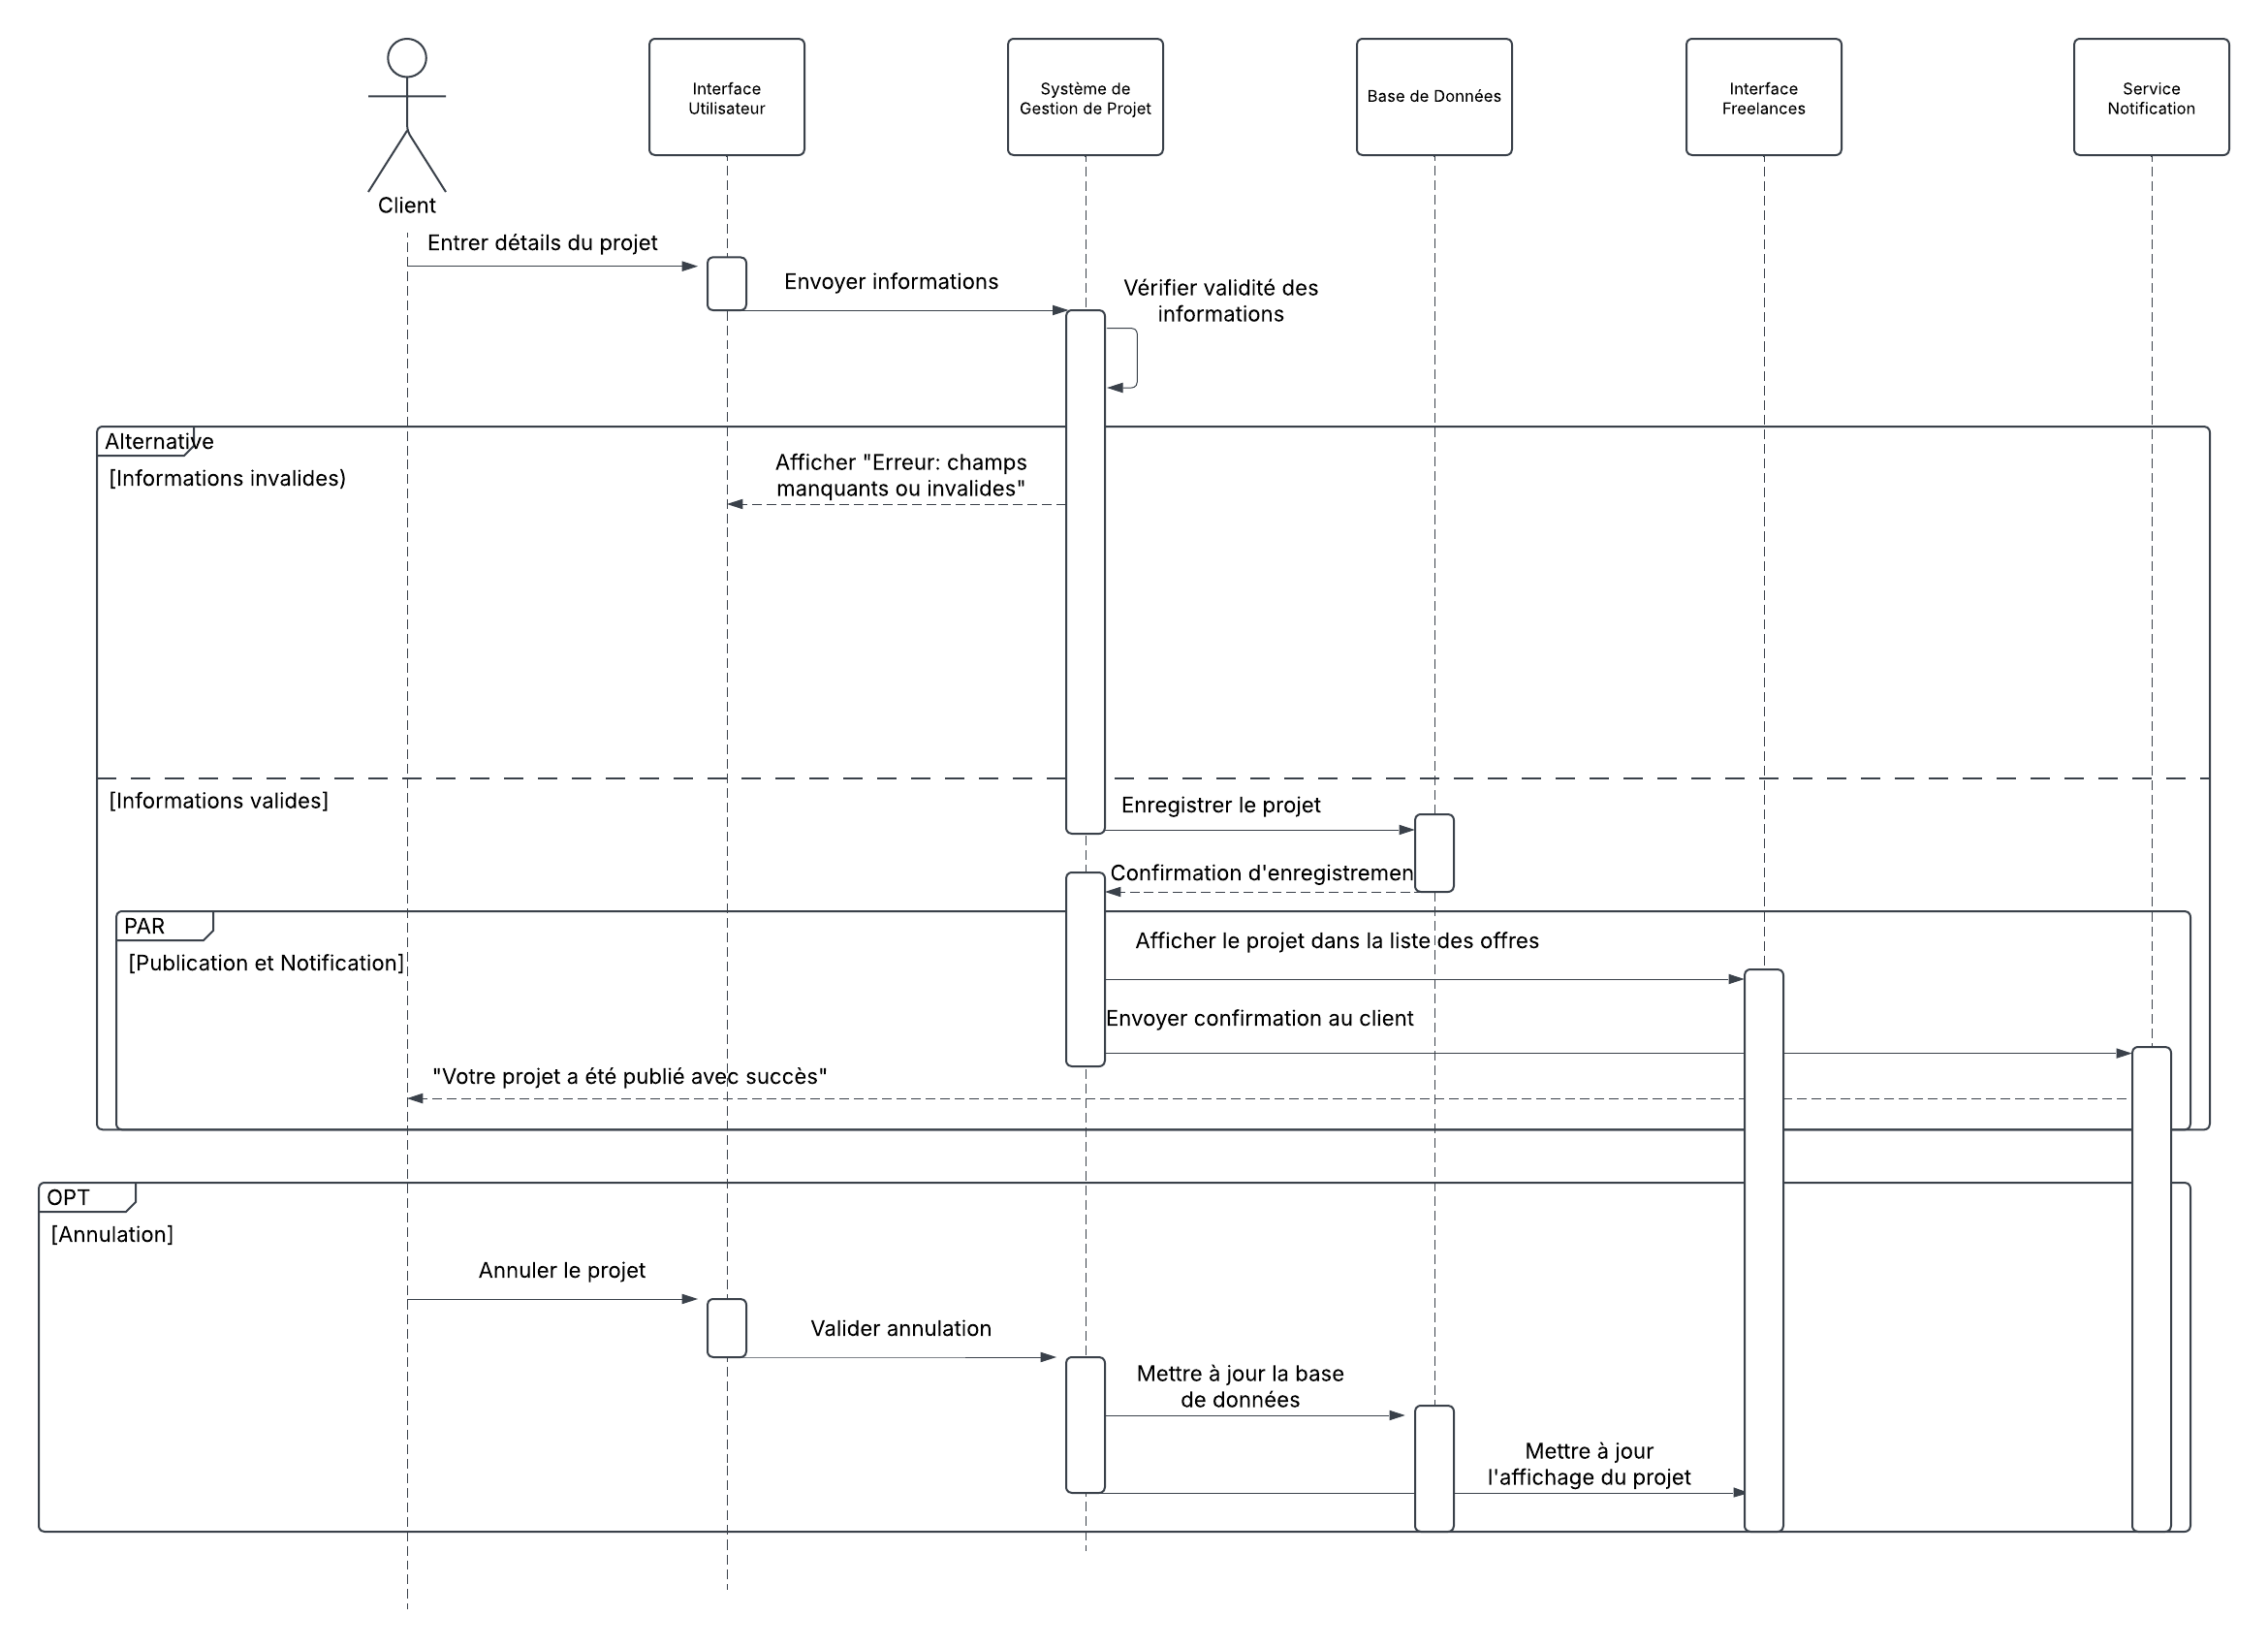 Interface
Utilisateur
Système de
Gestion de Projet
Base de Données
Interface
Freelances
Service
Notification
Client
Entrer détails du projet
Envoyer informations
Vérifier validité des
informations
Alternative
[Informations invalides)
Afficher "Erreur: champs
manquants ou invalides"
[Informations valides]
Enregistrer le projet
Confirmation d'enregistremen
PAR
[Publication et Notification]
Afficher le projet dans la liste des offres
Envoyer confirmation au client
"Votre projet a été publié avec succès"
OPT
[Annulation]
Annuler le projet
Valider annulation
Mettre à jour la base
de données
Mettre à jour
l'affichage du projet